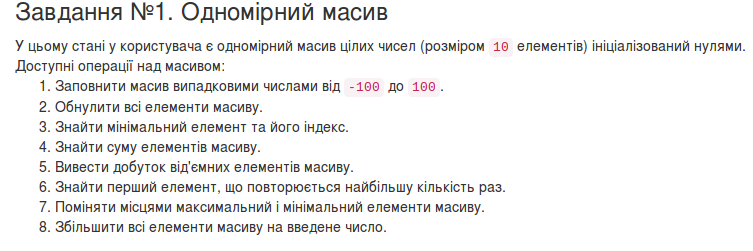 Завдання №1. Одномірний масив
У цьому стані у користувача є одномірний масив цілих чисел (розміром 10 елементів) ініціалізований нулями.
Доступні операції над масивом:
1. Заповнити масив випадковими числами від -100 до 100.
2. Обнулити всі елементи масиву.
3. Знайти мінімальний елемент та його індекс.
4. Знайти суму елементів масиву.
5. Вивести добуток від'ємних елементів масиву.
6. Знайти перший елемент, що повторюється найбільшу кількість раз.
7. Поміняти місцями максимальний і мінімальний елементи масиву.
8. Збільшити всі елементи масиву на введене число.